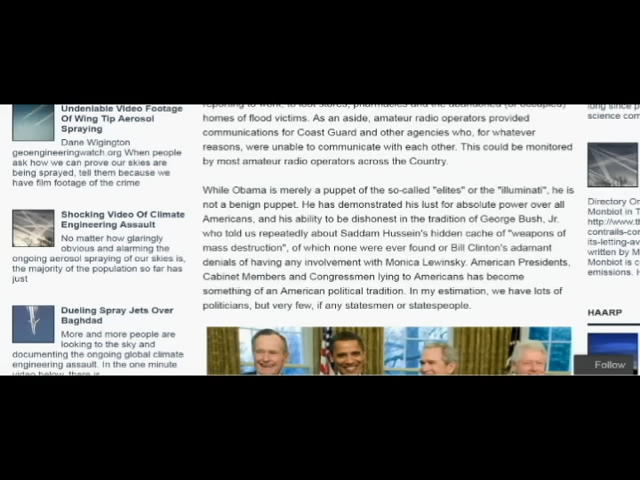 Undeniable Video Footage
Of Wing Tip Aerosol
Spraying
Dane Wigington
geoengineeringwatch.org When people
ask how we can prove our skies are
being sprayed, tell them because we
have film footage of the crime
Shocking Video Of Climate
Engineering Assault
No matter how glaringly
obvious and alarming the
ongoing aerosol spraying of our skies is,
the majority of the population so far has
just
Dueling Spray Jets Over
Baghdad
More and more people are
looking to the sky and
documenting the ongoing global climate
engineering assault. In the one minute
video below, there is
reporting to work, to
homes of flood victims. As an aside, amateur radio operators provided
communications for Coast Guard and other agencies who, for whatever
reasons, were unable to communicate with each other. This could be monitored
by most amateur radio operators across the Country.
While Obama is merely a puppet of the so-called "elites" or the "illuminati", he is
not a benign puppet. He has demonstrated his lust for absolute power over all
Americans, and his ability to be dishonest in the tradition of George Bush, Jr.
who told us repeatedly about Saddam Hussein's hidden cache of "weapons of
mass destruction", of which none were ever found or Bill Clinton's adamant
denials of having any involvement with Monica Lewinsky. American Presidents,
Cabinet Members and Congressmen lying to Americans has become
something of an American political tradition. In my estimation, we have lots of
politicians, but very few, if any statesmen or statespeople.
long since p
science com
Directory On
Monbiot in T
http://www.th
contrails-con
its-letting-av
written by M
Monbiot is c
emissions. H
HAARP
Follow